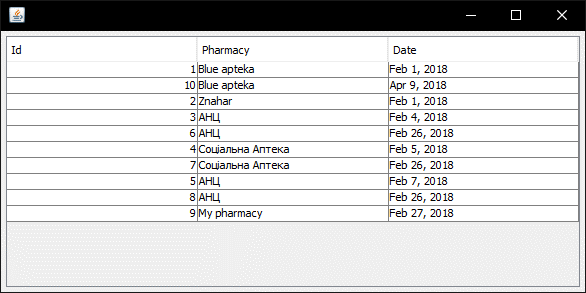 Id Pharmacy Date
1 Blue apteka Feb 1, 2018
10 Blue apteka Apr 9, 2018
2 Znahar Feb 1, 2018
3 АНЦ Feb 4, 2018
6 АНЦ Feb 26, 2018
4 Соціальна Аптека Feb 5, 2018
7 Соціальна Аптека Feb 26, 2018
5 АНЦ Feb 7, 2018
8 АНЦ Feb 26, 2018
9 My pharmacy Feb 27, 2018